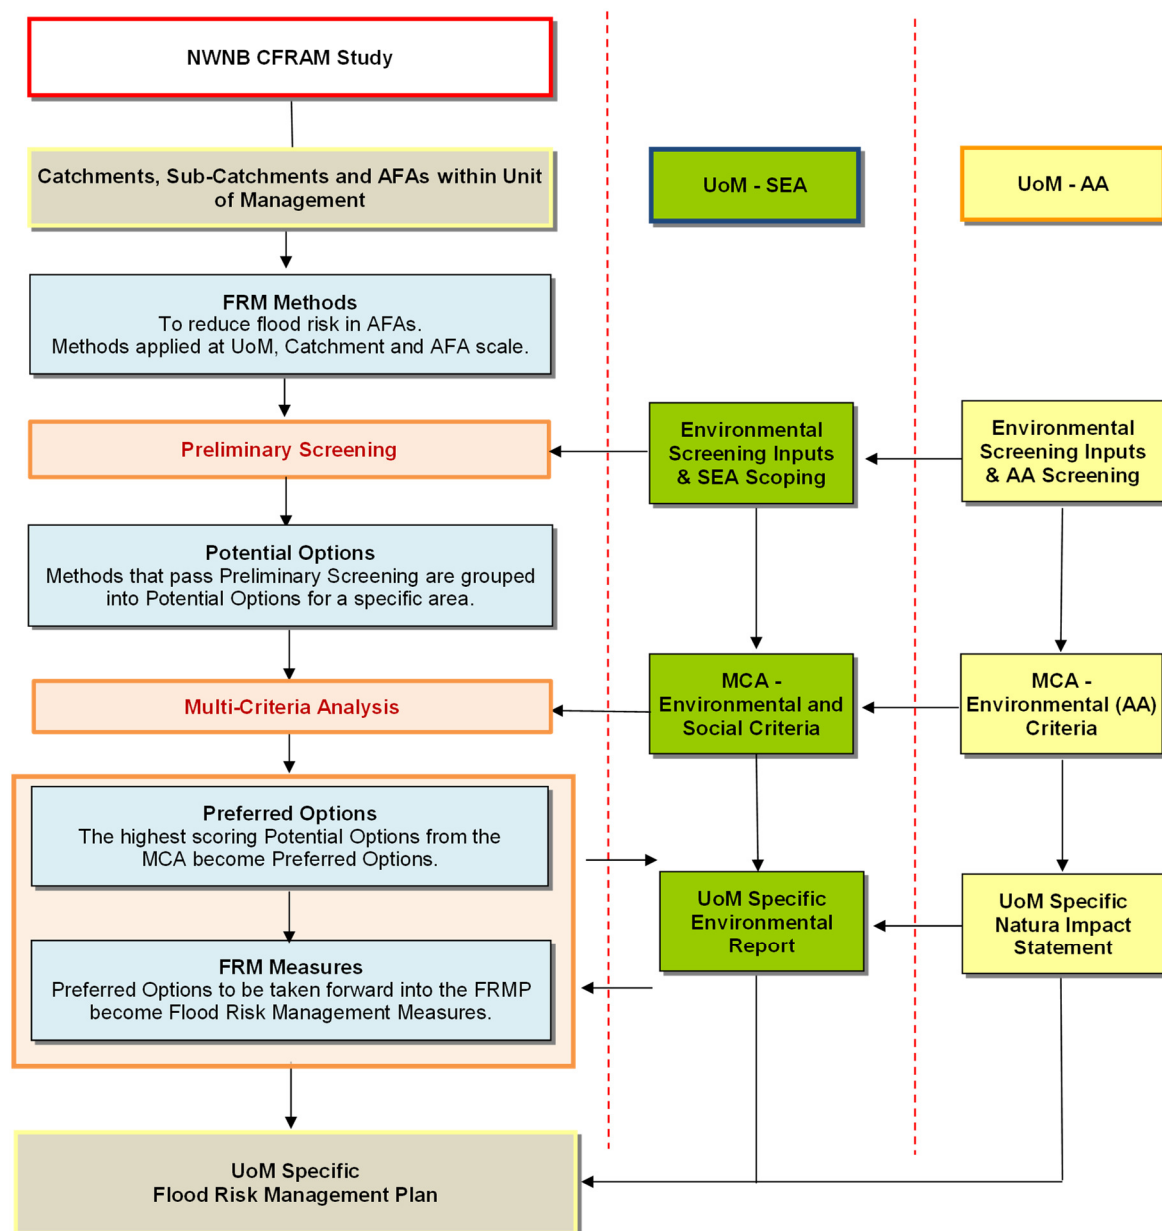 NWNB CFRAM Study
Catchments, Sub-Catchments and AFAs within Unit
of Management
UoM - SEA
UoM - AA
FRM Methods
To reduce flood risk in AFAs.
Methods applied at UoM, Catchment and AFA scale.
Preliminary Screening
Environmental
Screening Inputs
& SEA Scoping
Environmental
Screening Inputs
& AA Screening
Potential Options
Methods that pass Preliminary Screening are grouped
into Potential Options for a specific area.
Multi-Criteria Analysis
MCA -
Environmental and
Social Criteria
MCA -
Environmental (AA)
Criteria
Preferred Options
The highest scoring Potential Options from the
MCA become Preferred Options.
UoM Specific
Environmental
Report
UoM Specific
Natura Impact
Statement
FRM Measures
Preferred Options to be taken forward into the FRMP
become Flood Risk Management Measures.
UoM Specific
Flood Risk Management Plan